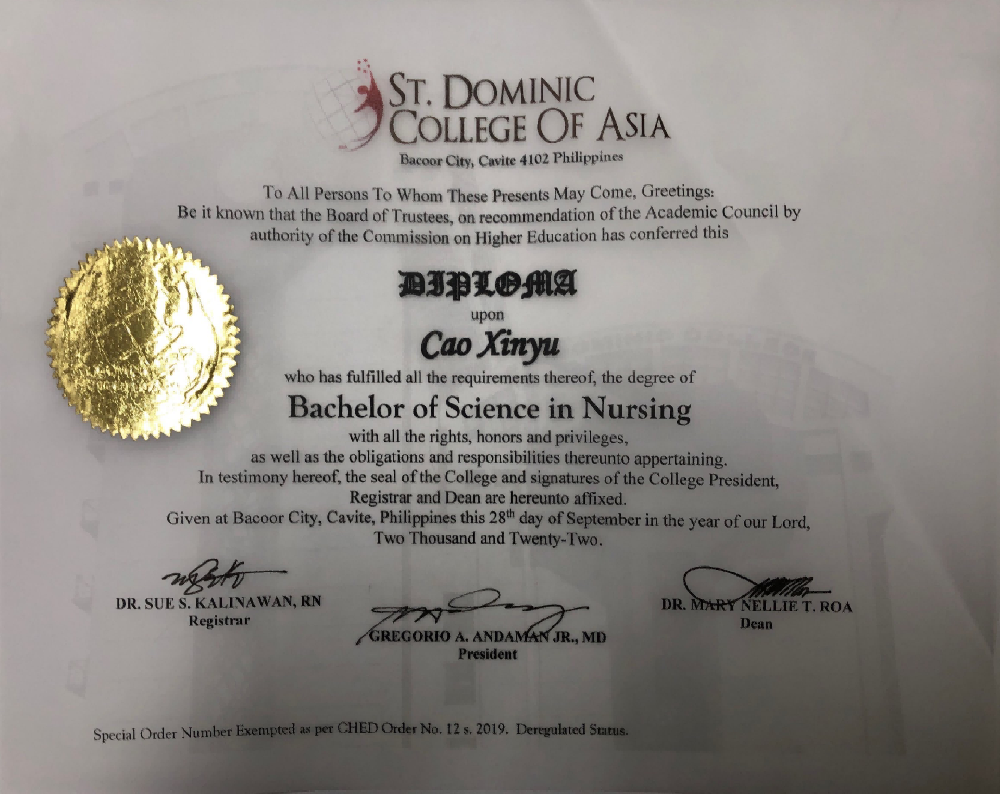 ST. DOMINIC
COLLEGE OF ASIA
Bacoor City, Cavite 4102 Philippines
To All Persons To Whom These Presents May Come, Greetings:
Be it known that the Board of Trustees, on recommendation of the Academic Council by
authority of the Commission on Higher Education has conferred this
DIPLOMA
upon
Cao Xinyu
who has fulfilled all the requirements thereof, the degree of
Bachelor of Science in Nursing
with all the rights, honors and privileges,
as well as the obligations and responsibilities thereunto appertaining.
In testimony hereof, the seal of the College and signatures of the College President,
Registrar and Dean are hereunto affixed.
Given at Bacoor City, Cavite, Philippines this 28th day of September in the year of our Lord,
Two Thousand and Twenty-Two.
DR. SUE S. KALINAWAN, RN
Registrar
GREGORIO A. ANDAMAN JR., MD
President
DR. MARY NELLIE T. ROA
Dean
Special Order Number Exempted as per CHED Order No. 12 s. 2019. Deregulated Status.